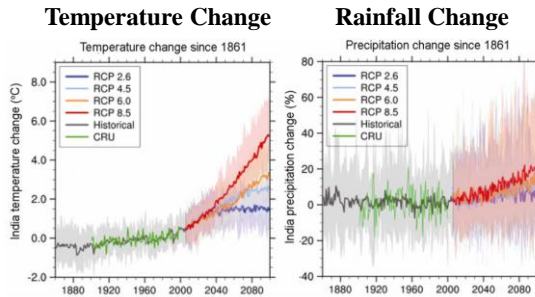 Temperature Change
Rainfall Change
Temperature change since 1861
India temperature change (°C)
8.0
6.0
4.0
2.0
0.0
-2.0
RCP 2.6
RCP 4.5
RCP 6.0
RCP 8.5
Historical
CRU
1880 1920 1960 2000 2040 2080
Precipitation change since 1861
India precipitation change (%)
80
60
40
20
0
-20
-40
RCP 2.6
RCP 4.5
RCP 6.0
RCP 8.5
Historical
CRU
1880 1920 1960 2000 2040 2080